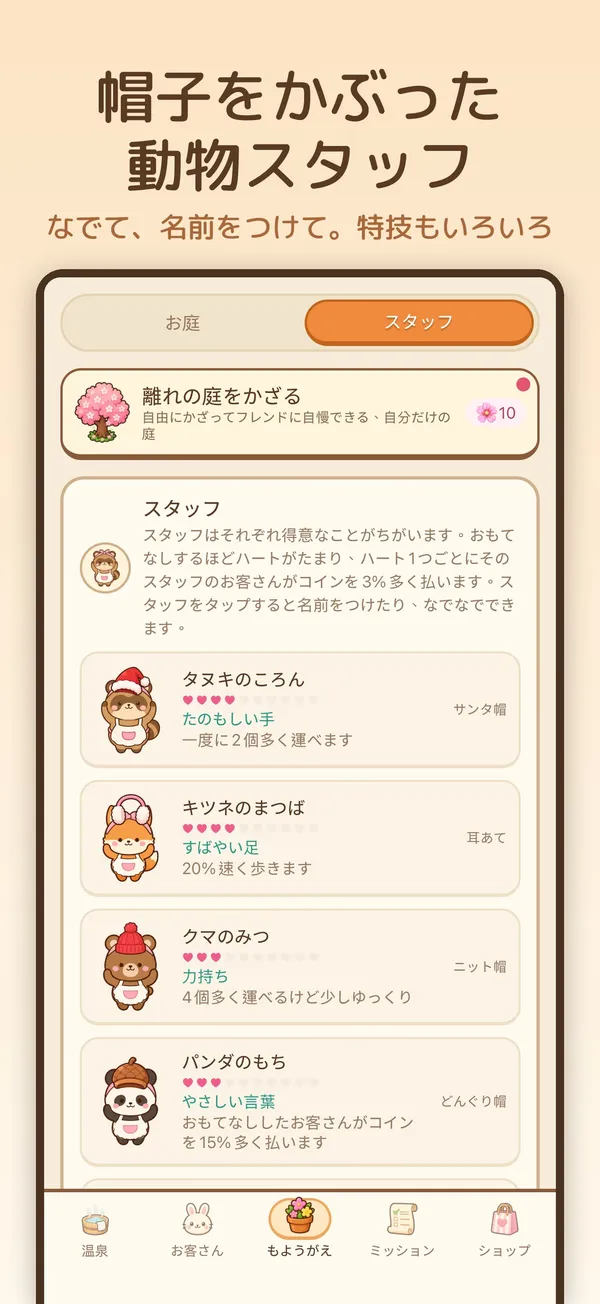 帽子をかぶった
動物スタッフ
なでて、名前をつけて。特技もいろいろ
お庭
スタッフ
離れの庭をかざる
自由にかざってフレンドに自慢できる、自分だけの
庭
10
スタッフ
スタッフはそれぞれ得意なことがちがいます。おもて
なしするほどハートがたまり、ハート1つごとにその
スタッフのお客さんがコインを3%多く払います。ス
タッフをタップすると名前をつけたり、なでなででき
ます。
タヌキのころん
たのもしい手
一度に2個多く運べます
サンタ帽
キツネのまつば
すばやい足
20%速く歩きます
耳あて
クマのみつ
力持ち
4個多く運べるけど少しゆっくり
ニット帽
パンダのもち
やさしい言葉
おもてなししたお客さんがコイン
を15%多く払います
どんぐり帽
温泉
お客さん
もようがえ
ミッション
ショップ